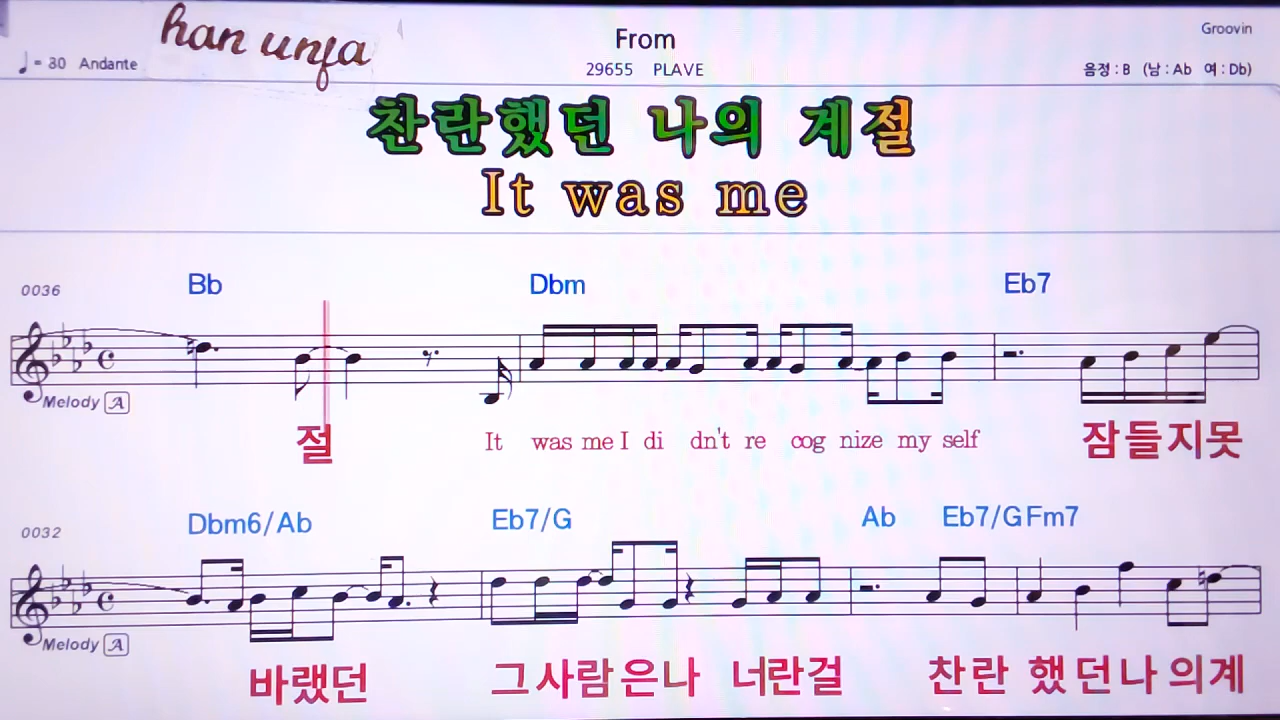 han unfa
From
Groovin
♩= 80 Andante
29655 PLAVE
음정 : B (남 : Ab 여 : Db)
찬란했던 나의 계절
It was me
0036
Bb Dbm Eb7
Melody A
절 It was me I di dn't re cog nize my self 잠들지못
0032
Dbm6/Ab Eb7/G Ab Eb7/G Fm7
Melody A
바랬던 그사람은나 너란걸 찬란 했던나의계